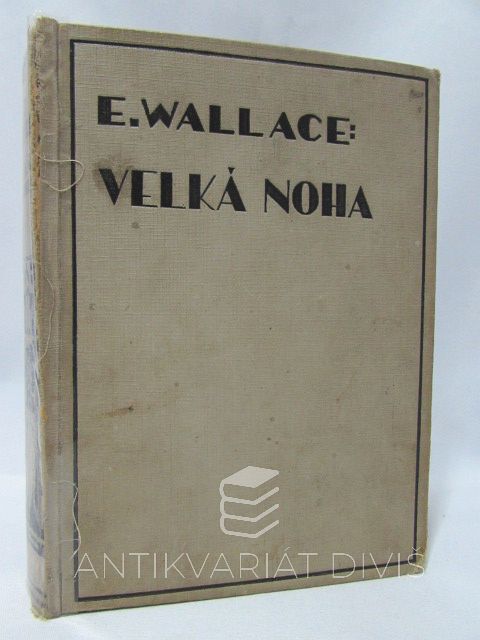 E. WALLACE:
VELKÁ NOHA
ANTIKVARIÁT DIVIŠ